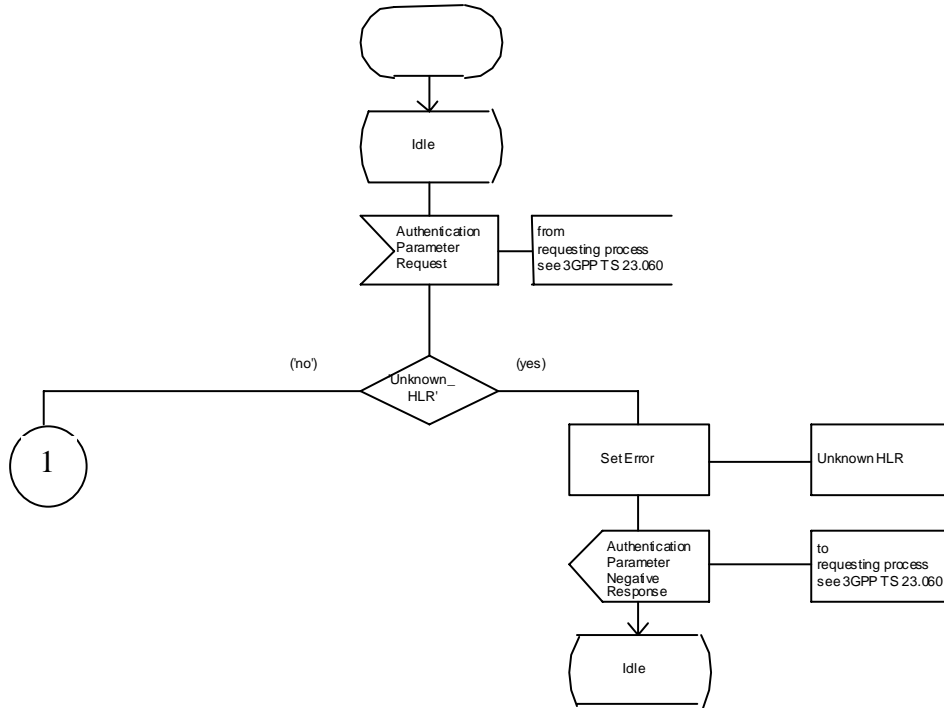 Idle
Authentication
Parameter
Request
from
requesting process
see 3GPP TS 23.060
('no')
'Unknown_
HLR'
(yes)
1
Set Error
Unknown HLR
Authentication
Parameter
Negative
Response
to
requesting process
see 3GPP TS 23.060
Idle